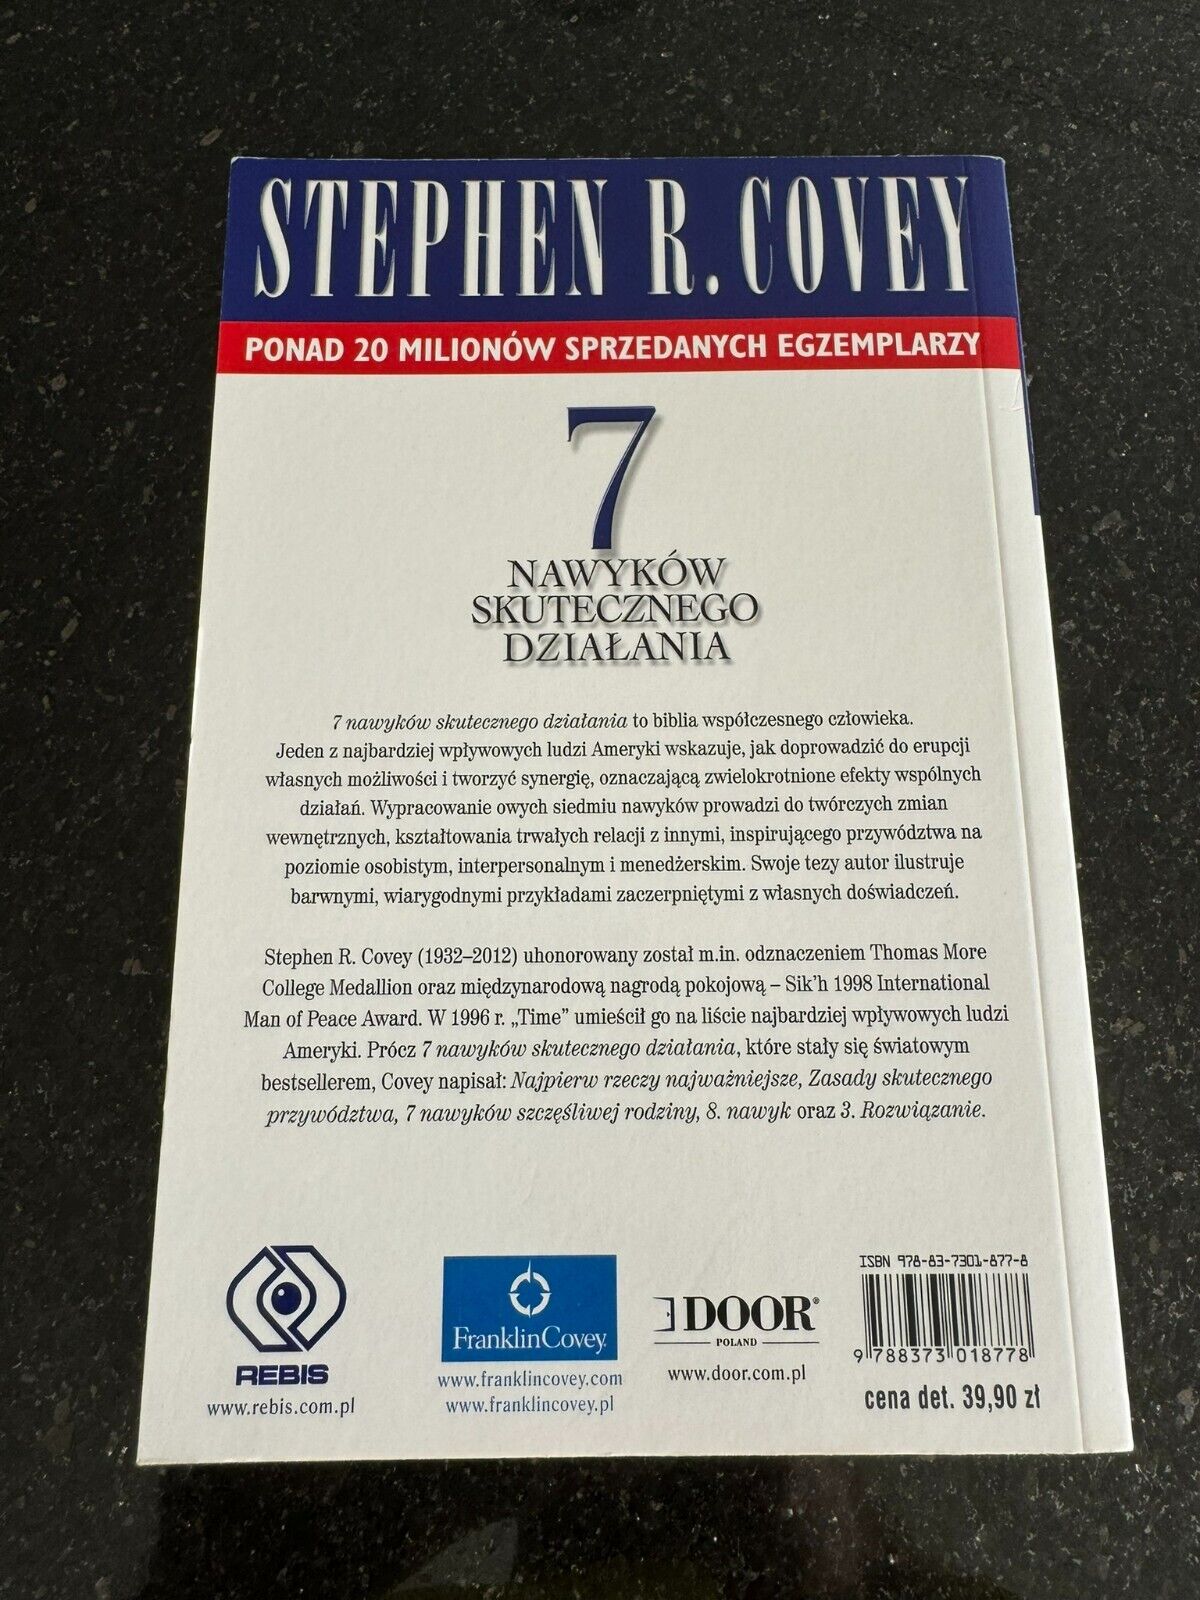 STEPHEN R. COVEY
PONAD 20 MILIONÓW SPRZEDANYCH EGZEMPLARZY
7
NAWYKÓW
SKUTECZNEGO
DZIAŁANIA
7 nawyków skutecznego działania to biblia współczesnego człowieka.
Jeden z najbardziej wpływowych ludzi Ameryki wskazuje, jak doprowadzić do erupcji
własnych możliwości i tworzyć synergię, oznaczającą zwielokrotnione efekty wspólnych
działań. Wypracowanie owych siedmiu nawyków prowadzi do twórczych zmian
wewnętrznych, kształtowania trwałych relacji z innymi, inspirującego przywództwa na
poziomie osobistym, interpersonalnym i menedżerskim. Swoje tezy autor ilustruje
barwnymi, wiarygodnymi przykładami zaczerpniętymi z własnych doświadczeń.
Stephen R. Covey (1932–2012) uhonorowany został m.in. odznaczeniem Thomas More
College Medallion oraz międzynarodową nagrodą pokojową – Sik'h 1998 International
Man of Peace Award. W 1996 r. „Time” umieścił go na liście najbardziej wpływowych ludzi
Ameryki. Prócz 7 nawyków skutecznego działania, które stały się światowym
bestsellerem, Covey napisał: Najpierw rzeczy najważniejsze, Zasady skutecznego
przywództwa, 7 nawyków szczęśliwej rodziny, 8. nawyk oraz 3. Rozwiązanie.
REBIS
www.rebis.com.pl
FranklinCovey
www.franklincovey.com
www.franklincovey.pl
DOOR®
POLAND
www.door.com.pl
ISBN 978-83-7301-877-8
9 788373 018778
cena det. 39,90 zł